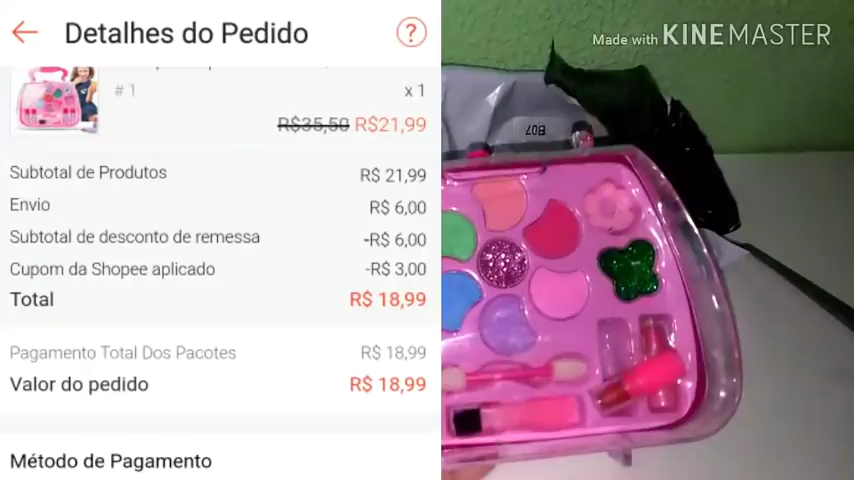 Detalhes do Pedido
?
# 1
x 1
R$35,50 R$21,99
Subtotal de Produtos
R$ 21,99
Envio
R$ 6,00
Subtotal de desconto de remessa
-R$ 6,00
Cupom da Shopee aplicado
-R$ 3,00
Total
R$ 18,99
Pagamento Total Dos Pacotes
R$ 18,99
Valor do pedido
R$ 18,99
Método de Pagamento
Made with KINEMASTER